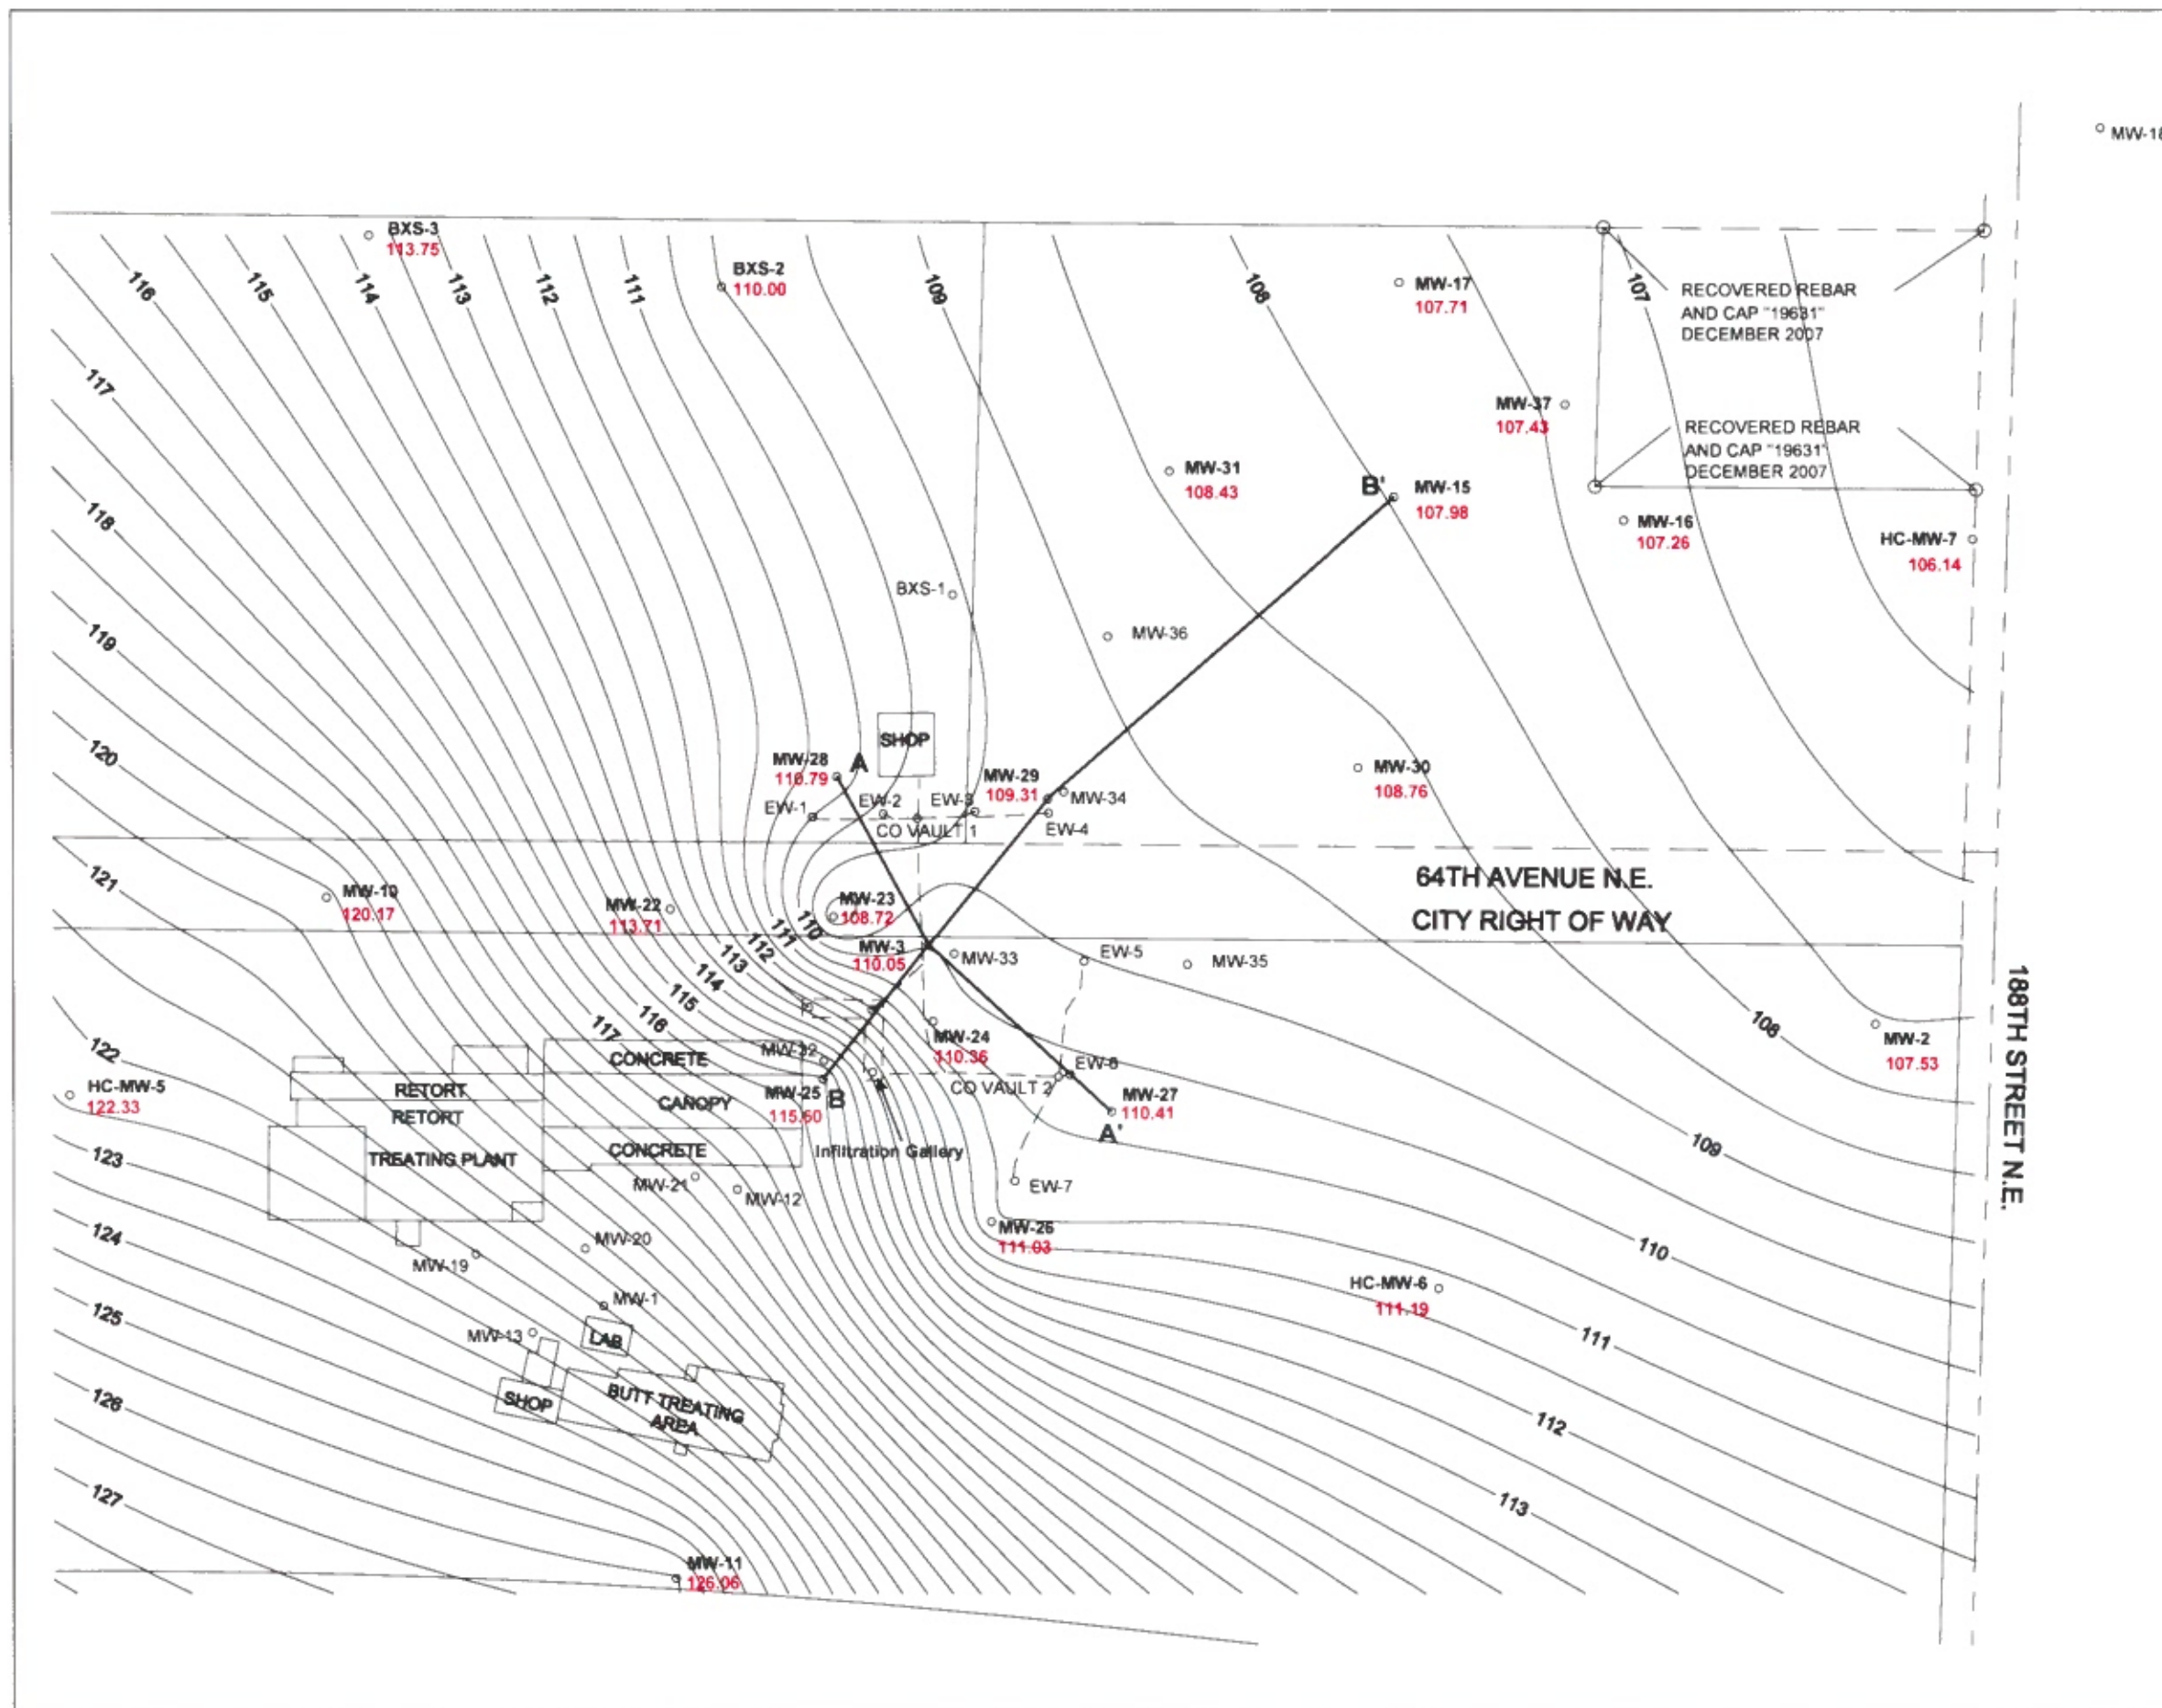 MW-18
BXS-3
113.75
BXS-2
110.00
116
115
114
113
112
111
109
108
107
MW-17
107.71
RECOVERED REBAR
AND CAP "19631"
DECEMBER 2007
117
MW-37
107.43
RECOVERED REBAR
AND CAP "19631"
DECEMBER 2007
MW-31
108.43
B'
MW-15
107.98
118
MW-16
107.26
HC-MW-7
106.14
BXS-1
119
MW-36
SHOP
120
MW-28
110.79
A
MW-29
109.31
MW-34
MW-30
108.76
EW-1
EW-2
EW-3
EW-4
CO VAULT 1
121
64TH AVENUE N.E.
CITY RIGHT OF WAY
MW-10
120.17
MW-22
113.71
MW-23
108.72
110
111
112
113
114
115
116
117
MW-3
110.05
MW-33
EW-5
MW-35
188TH STREET N.E.
122
108
MW-2
107.53
MW-24
110.36
MW-32
CONCRETE
RETORT
RETORT
CANOPY
MW-25
115.60
B
CO VAULT 2
EW-6
MW-27
110.41
A'
HC-MW-5
122.33
123
TREATING PLANT
CONCRETE
Infiltration Gallery
109
MW-21
MW-12
EW-7
124
MW-20
MW-19
MW-26
111.03
110
HC-MW-6
111.19
125
MW-1
MW-13
LAB
111
126
SHOP
BUTT TREATING
AREA
112
127
113
MW-11
126.06